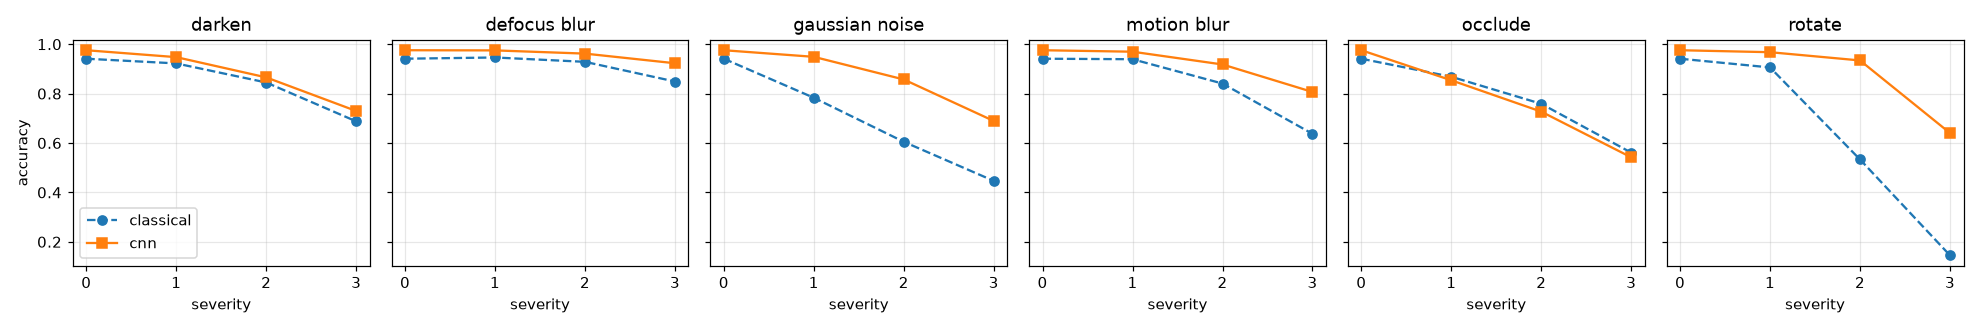 darken
defocus blur
gaussian noise
motion blur
occlude
rotate
accuracy
1.0
0.8
0.6
0.4
0.2
classical
cnn
0 1 2 3
0 1 2 3
0 1 2 3
0 1 2 3
0 1 2 3
0 1 2 3
severity
severity
severity
severity
severity
severity